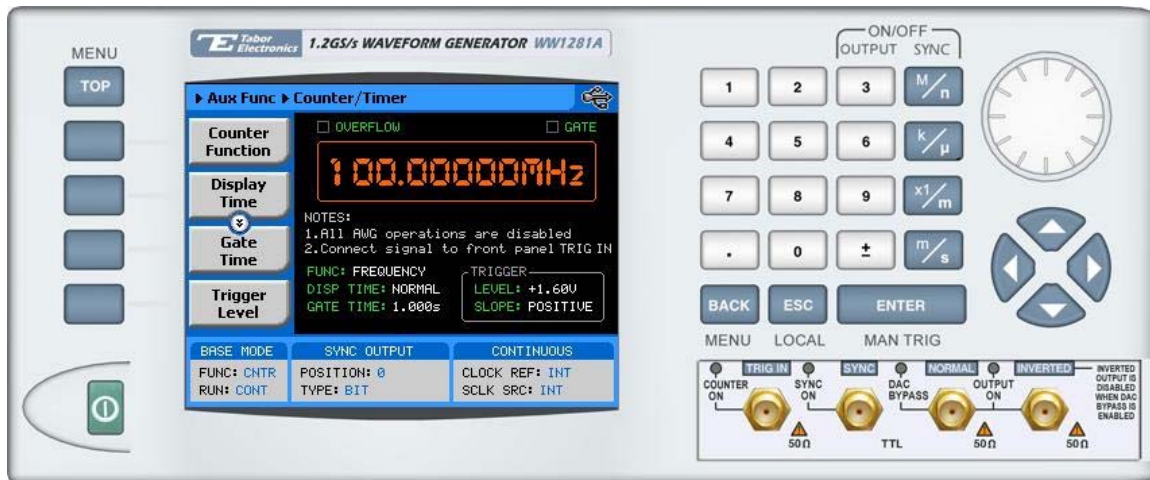 MENU
TOP
Tabor Electronics 1.2GS/s WAVEFORM GENERATOR WW1281A
Aux Func Counter/Timer
Counter Function
Display Time
Gate Time
Trigger Level
OVERFLOW GATE
100.00000MHz
NOTES:
1.All AWG operations are disabled
2.Connect signal to front panel TRIG IN
FUNC: FREQUENCY
DISP TIME: NORMAL
GATE TIME: 1.000s
TRIGGER
LEVEL: +1.60V
SLOPE: POSITIVE
BASE MODE SYNC OUTPUT CONTINUOUS
FUNC: CNTR POSITION: 0 CLOCK REF: INT
RUN: CONT TYPE: BIT SCLK SRC: INT
ON/OFF
OUTPUT SYNC
1 2 3 M/n
4 5 6 k/µ
7 8 9 x1/m
. 0 ± m/s
BACK ESC ENTER
MENU LOCAL MAN TRIG
TRIG IN SYNC NORMAL INVERTED
COUNTER ON
SYNC ON
DAC BYPASS
OUTPUT ON
INVERTED OUTPUT IS DISABLED WHEN DAC BYPASS IS ENABLED
50Ω TTL 50Ω 50Ω